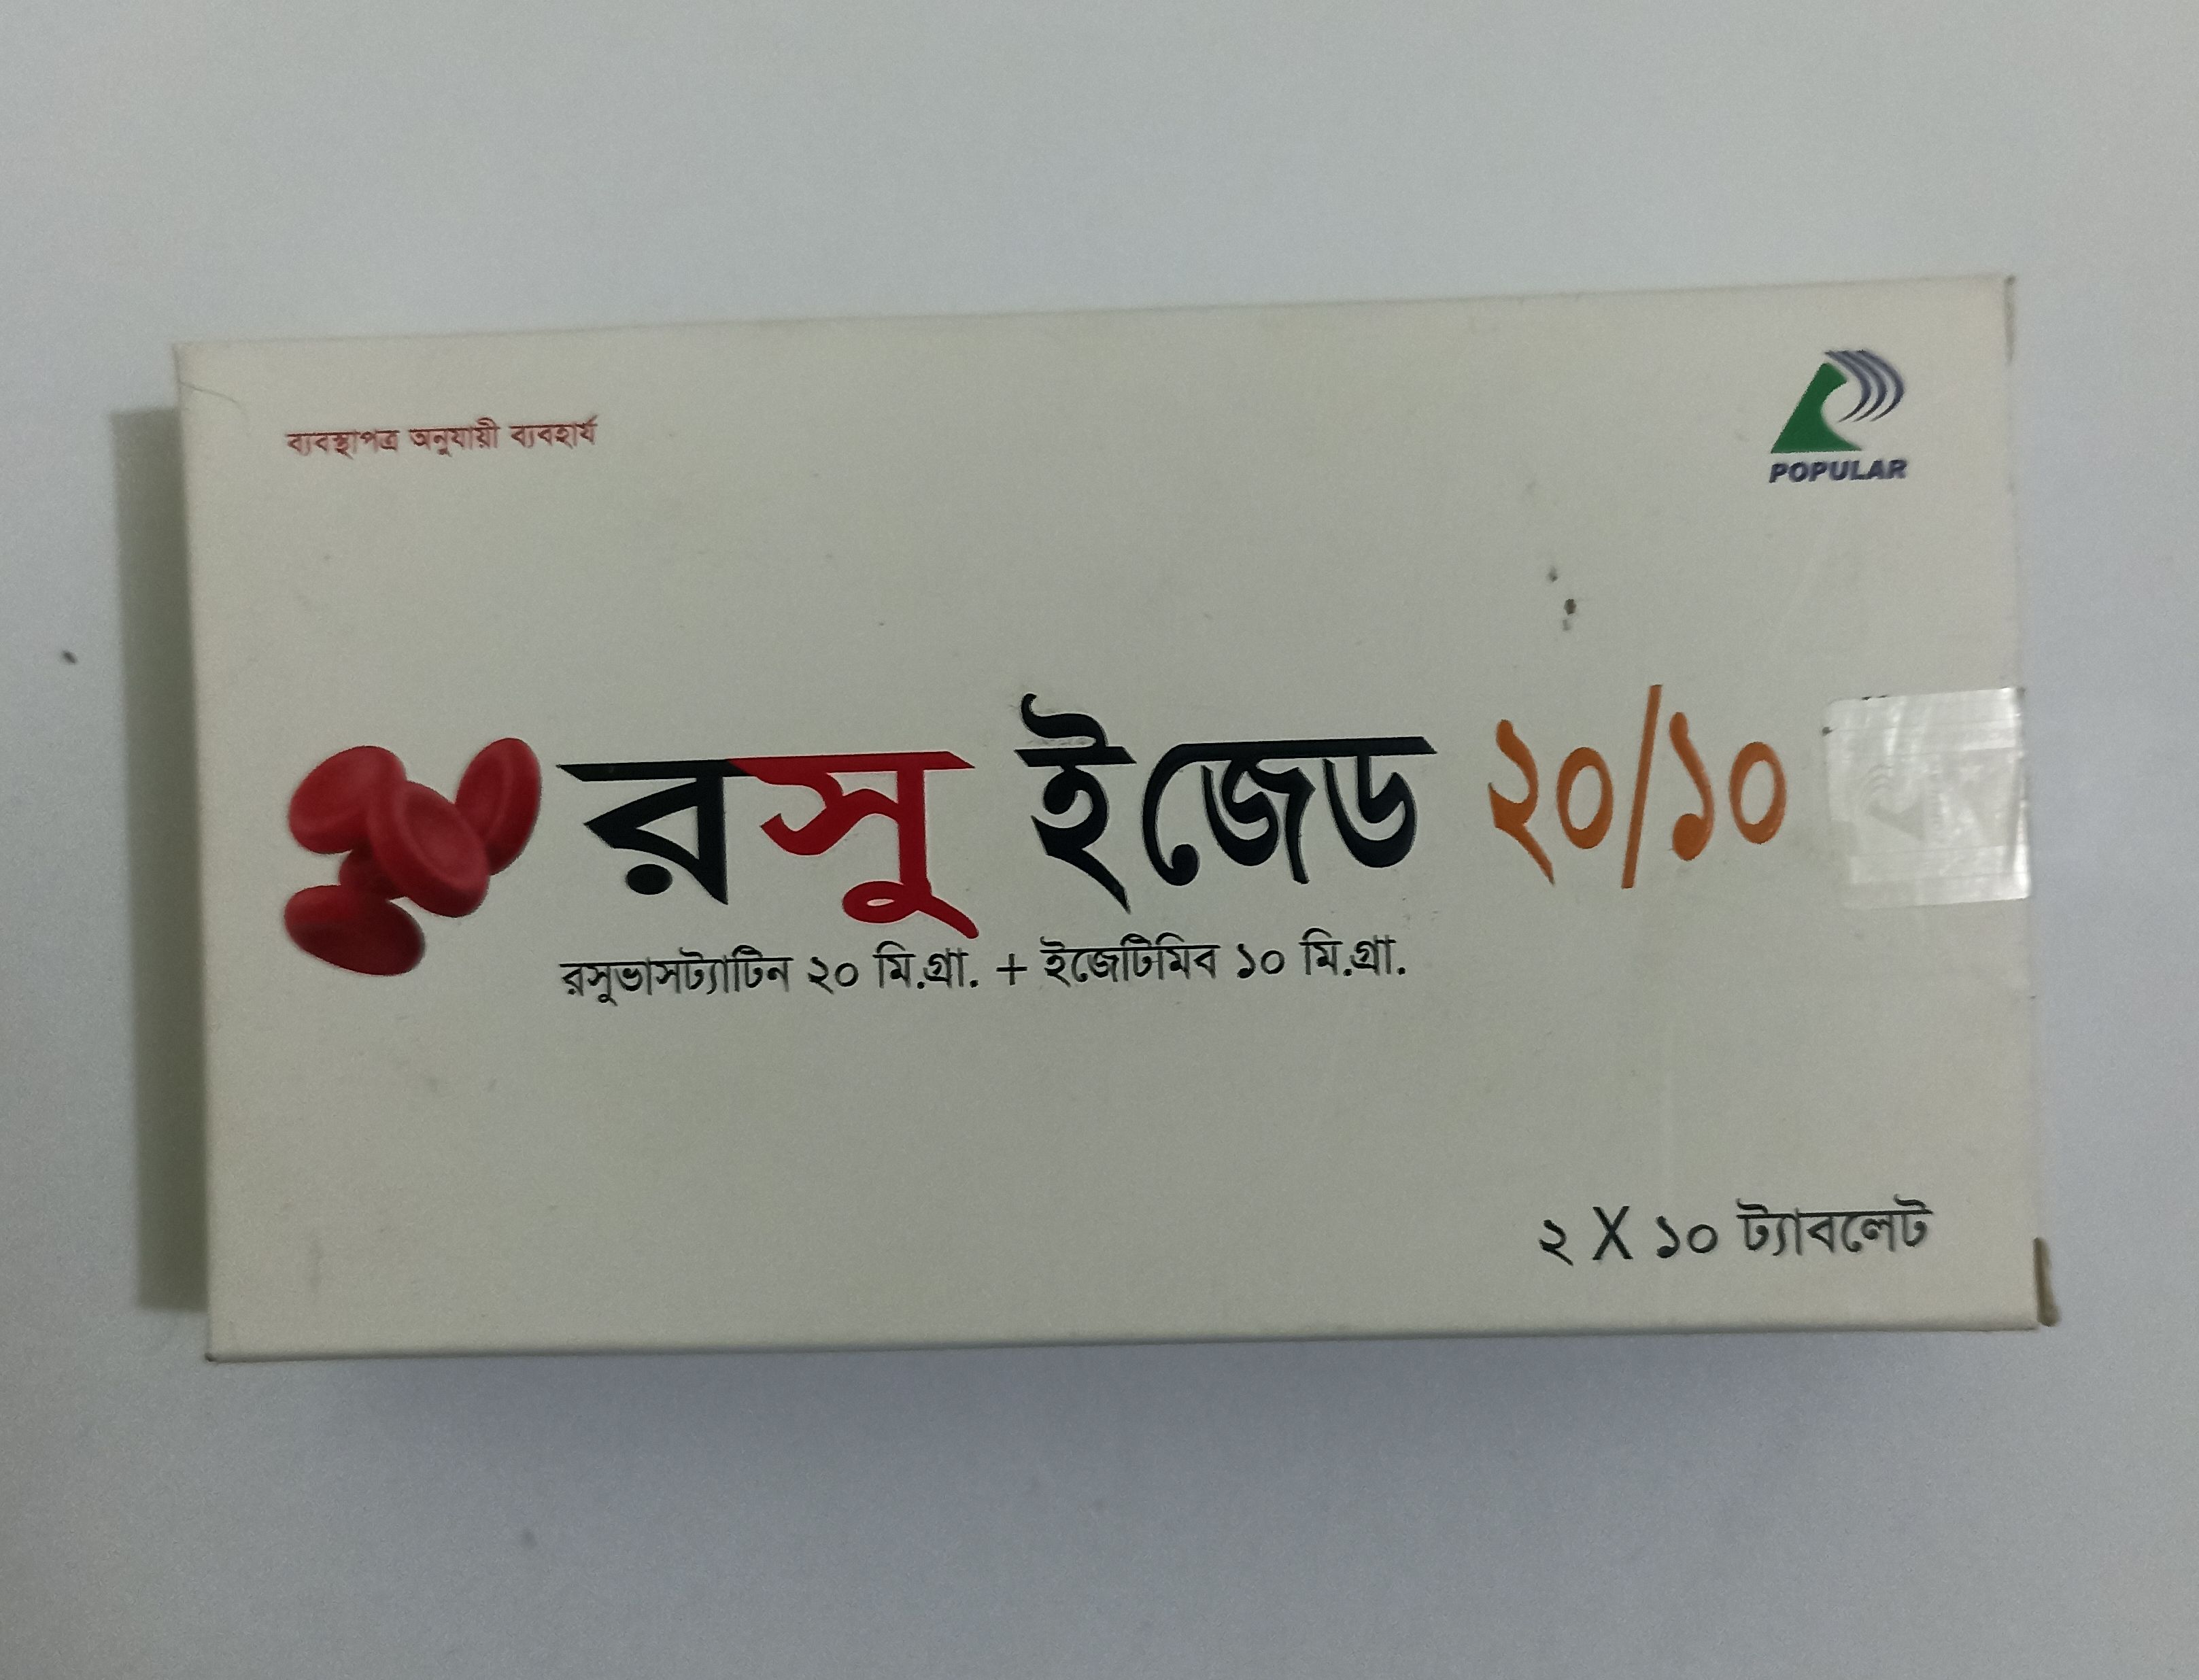 ব্যবস্থাপত্র অনুযায়ী ব্যবহার্য
POPULAR
রসু ইজেড ২০/১০
রসুভাসট্যাটিন ২০ মি.গ্রা. + ইজেটিমিব ১০ মি.গ্রা.
২ X ১০ ট্যাবলেট